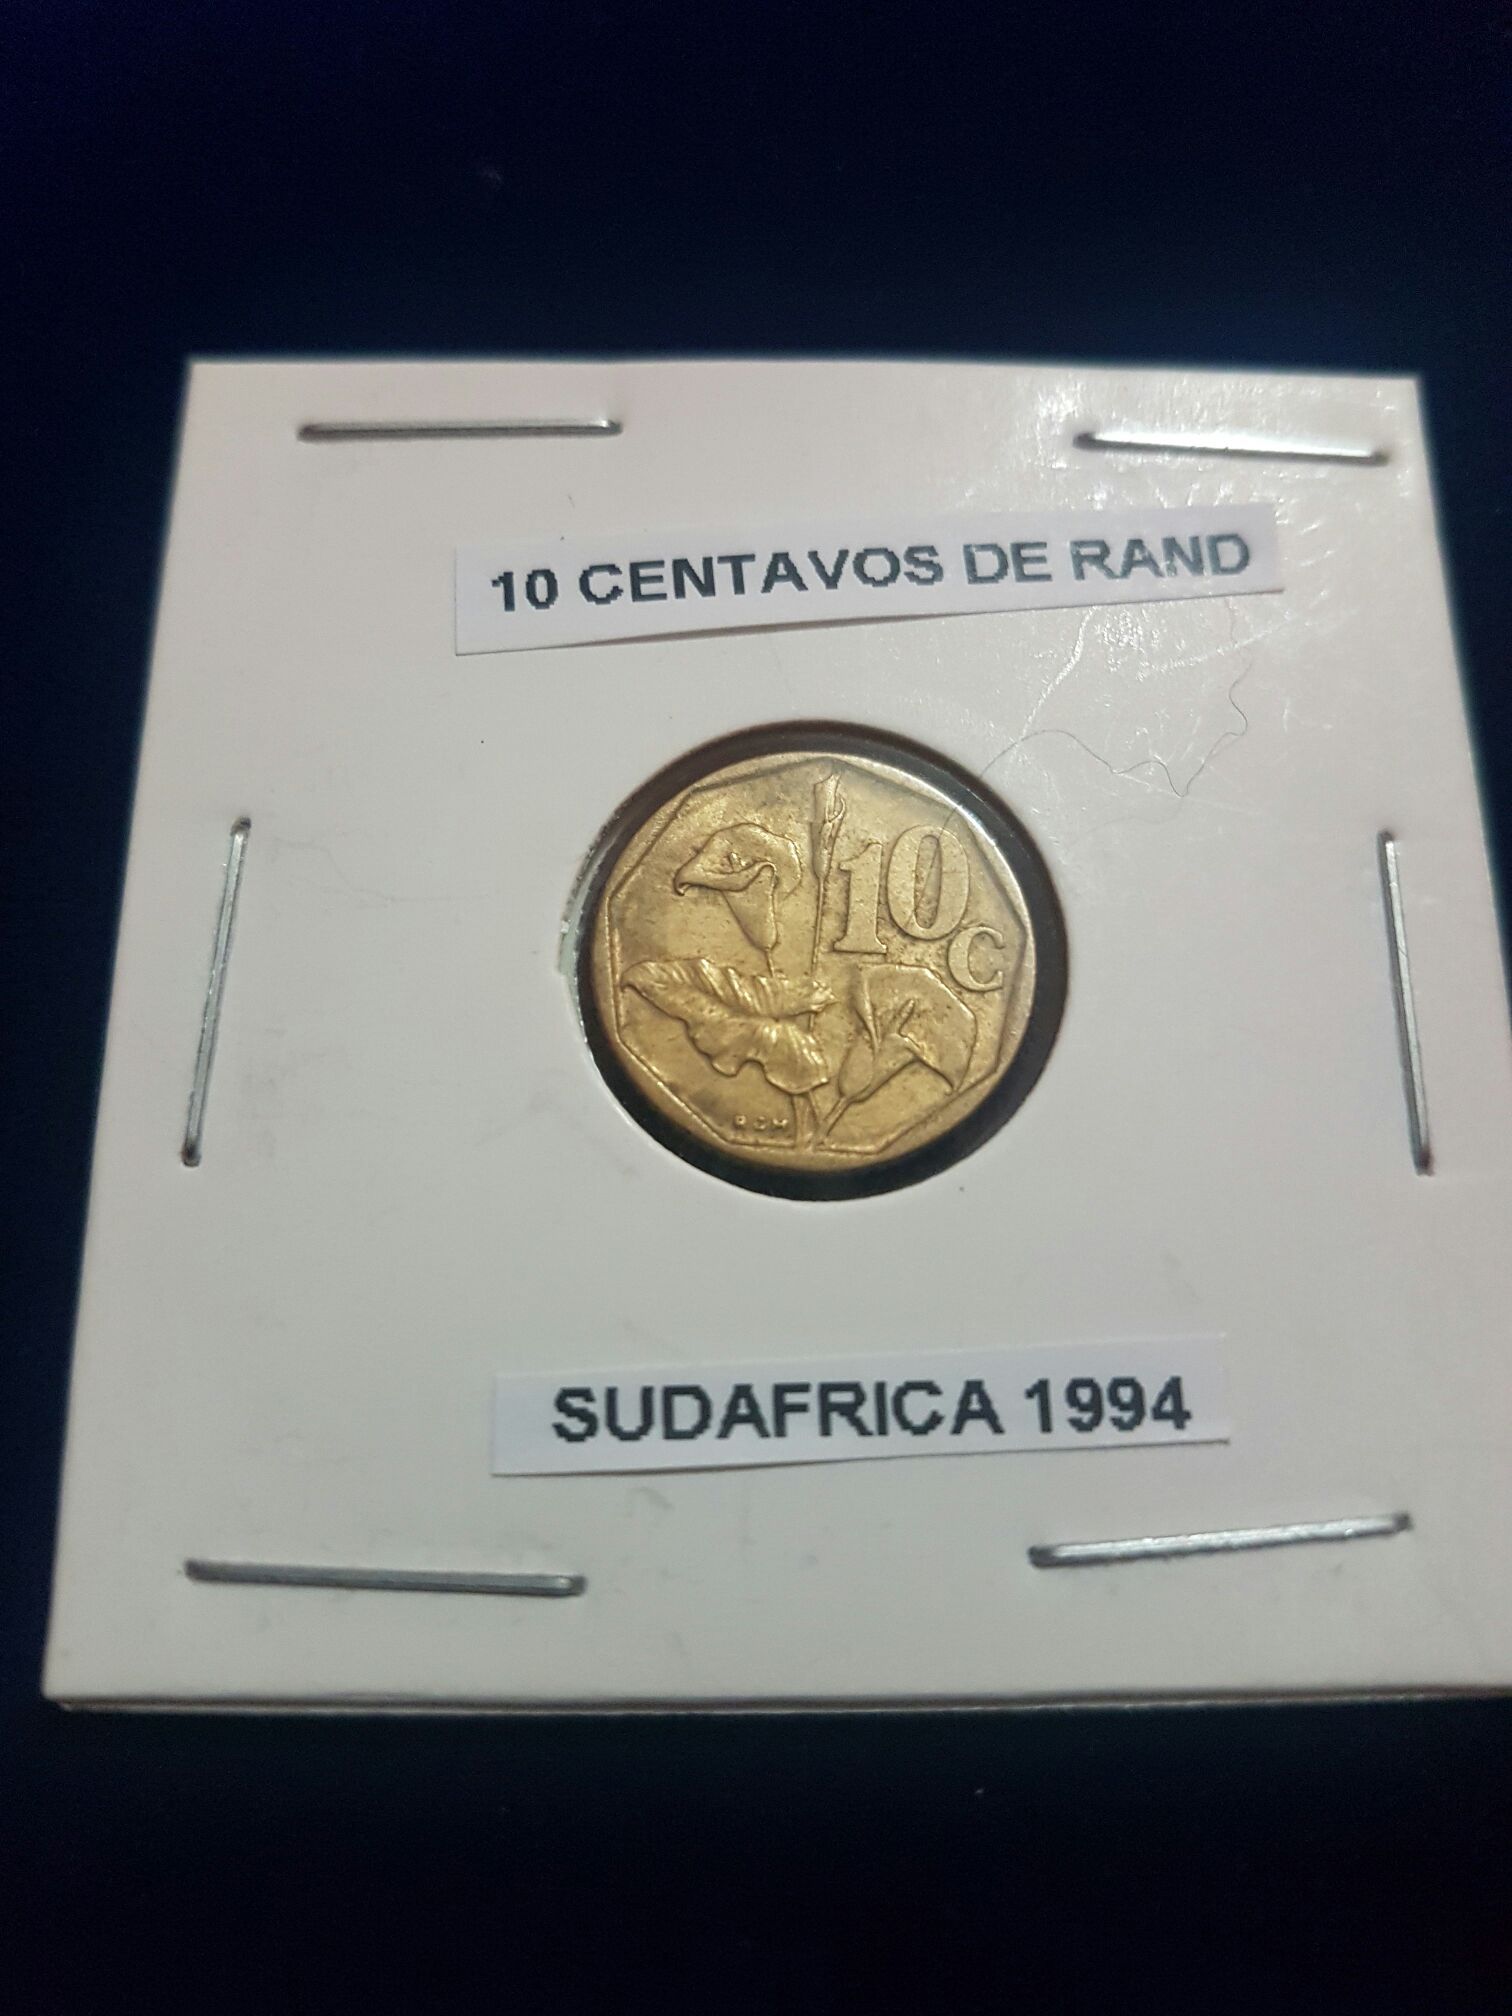 10 CENTAVOS DE RAND
10
c
SUDAFRICA 1994